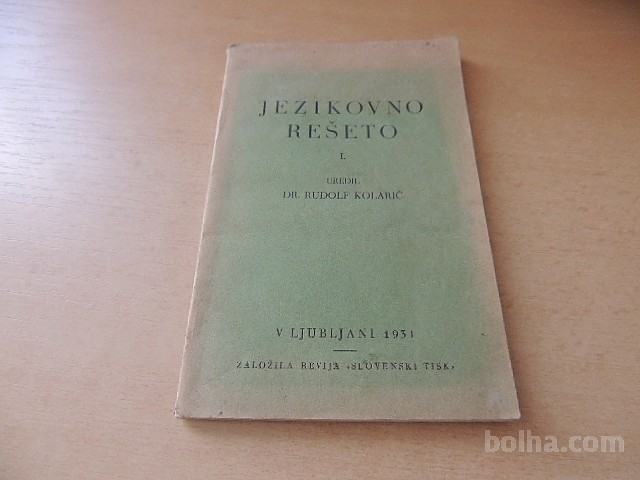 JEZIKOVNO
REŠETO
I.
UREDIL
DR. RUDOLF KOLARIČ
V LJUBLJANI 1931
ZALOŽILA REVIJA »SLOVENSKI TISK«
bolha.com